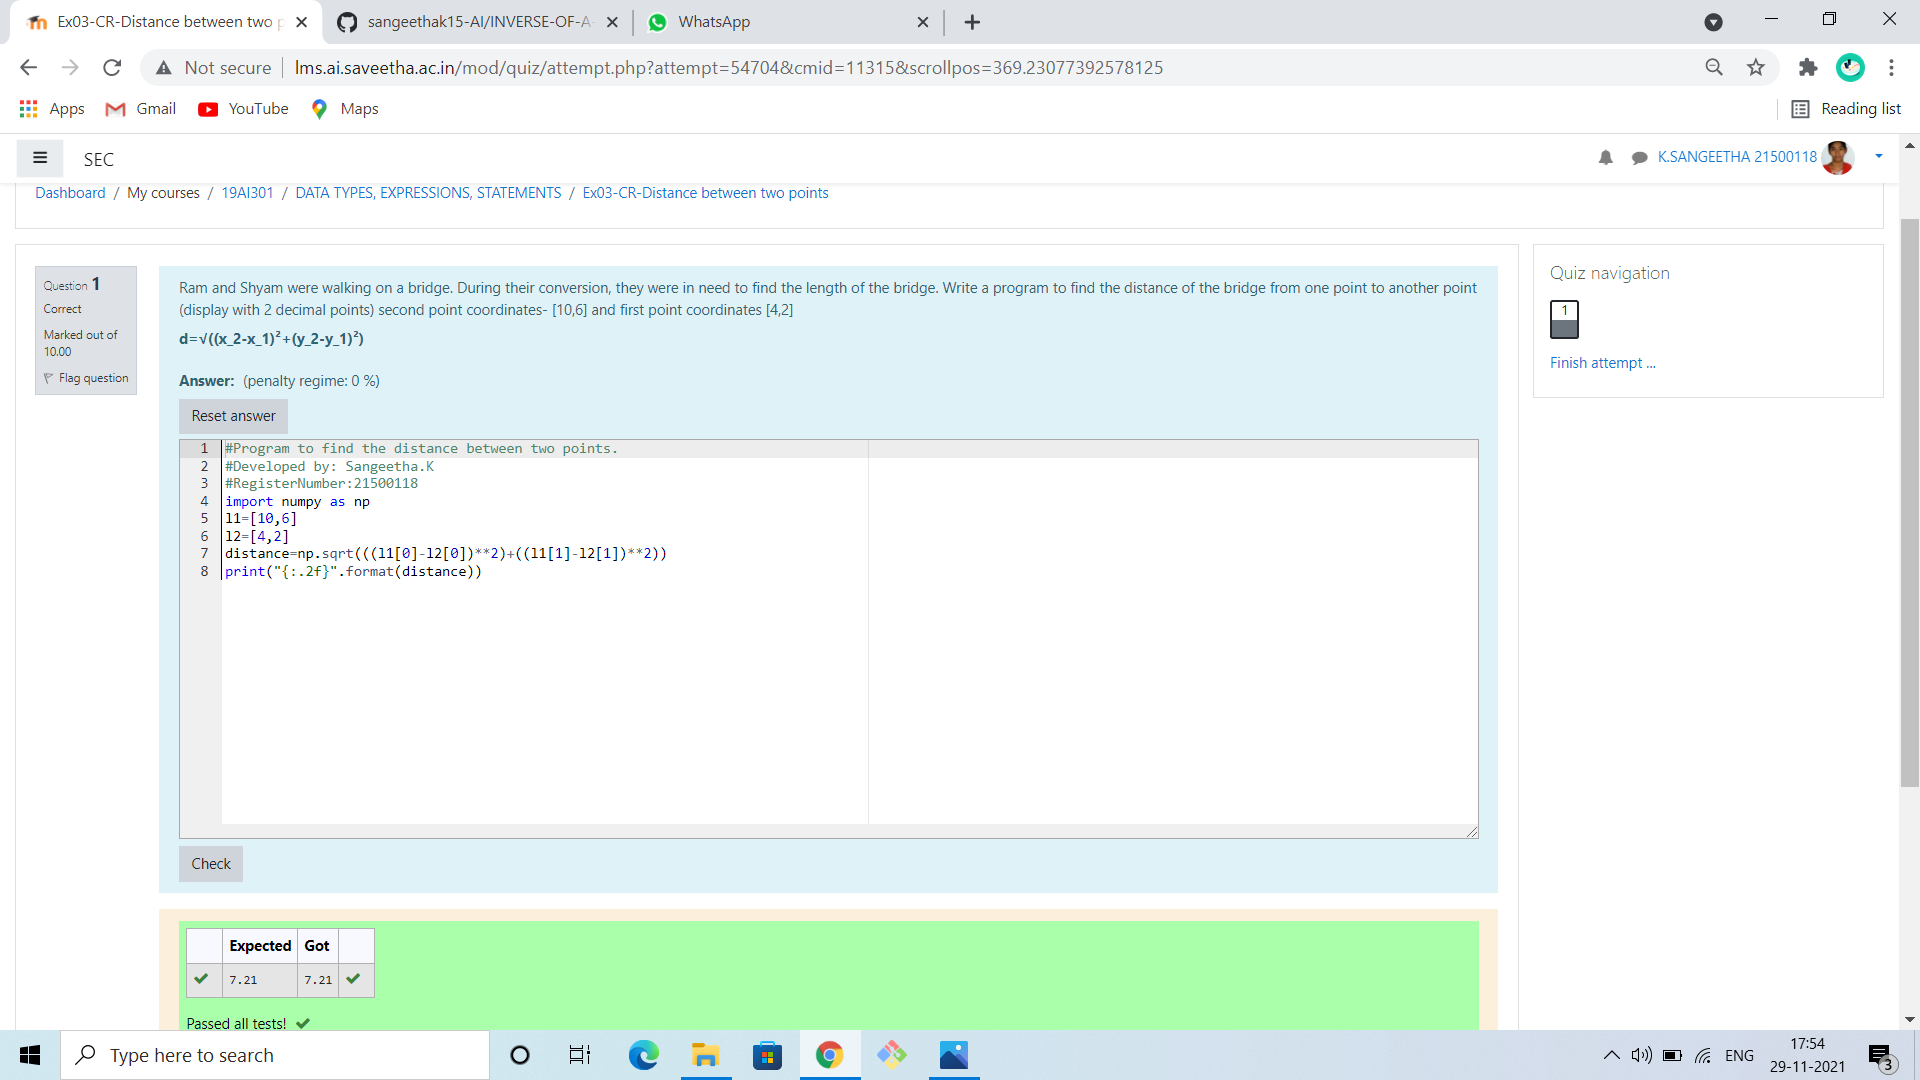 Ex03-CR-Distance between two p
sangeethak15-AI/INVERSE-OF-A-
WhatsApp
Not secure
lms.ai.saveetha.ac.in/mod/quiz/attempt.php?attempt=54704&cmid=11315&scrollpos=369.23077392578125
Apps
Gmail
YouTube
Maps
Reading list
SEC
K.SANGEETHA 21500118
Dashboard / My courses / 19AI301 / DATA TYPES, EXPRESSIONS, STATEMENTS / Ex03-CR-Distance between two points
Question 1
Correct
Marked out of
10.00
Flag question
Ram and Shyam were walking on a bridge. During their conversion, they were in need to find the length of the bridge. Write a program to find the distance of the bridge from one point to another point
(display with 2 decimal points) second point coordinates- [10,6] and first point coordinates [4,2]
d=√((x_2-x_1)²+(y_2-y_1)²)
Answer: (penalty regime: 0 %)
Reset answer
1 #Program to find the distance between two points.
2 #Developed by: Sangeetha.K
3 #RegisterNumber:21500118
4 import numpy as np
5 l1=[10,6]
6 l2=[4,2]
7 distance=np.sqrt(((l1[0]-l2[0])**2)+((l1[1]-l2[1])**2))
8 print("{:.2f}".format(distance))
Check
Expected Got
7.21 7.21
Passed all tests!
Quiz navigation
1
Finish attempt ...
Type here to search
ENG
17:54
29-11-2021
3